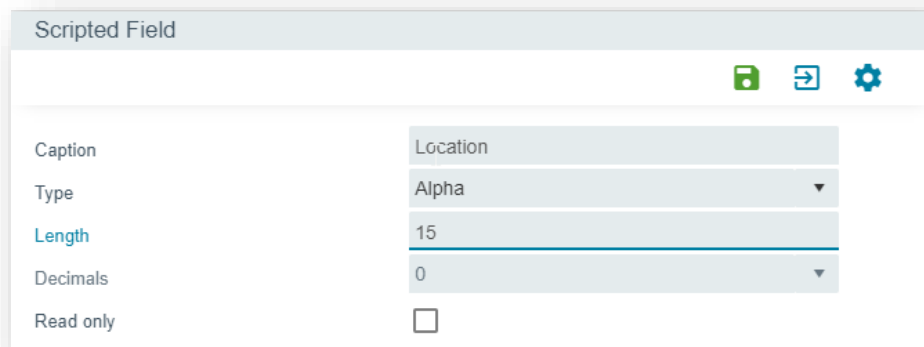 Scripted Field
Caption Location
Type Alpha
Length 15
Decimals 0
Read only